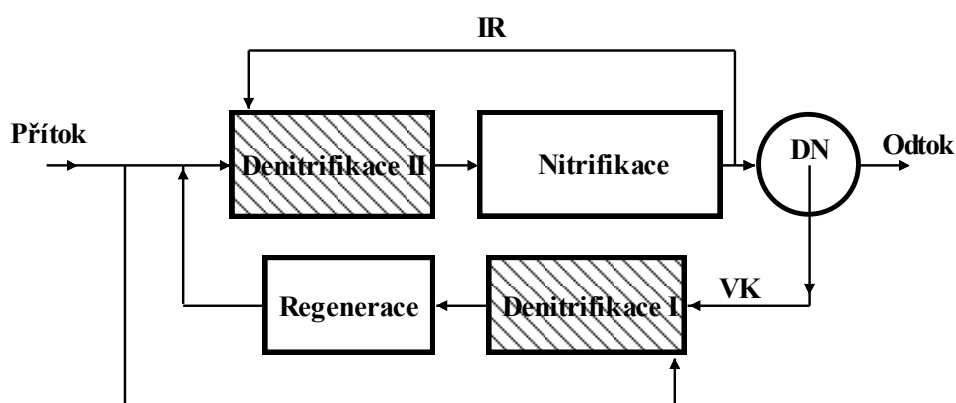 IR
Přítok
Denitrifikace II
Nitrifikace
DN
Odtok
Regenerace
Denitrifikace I
VK